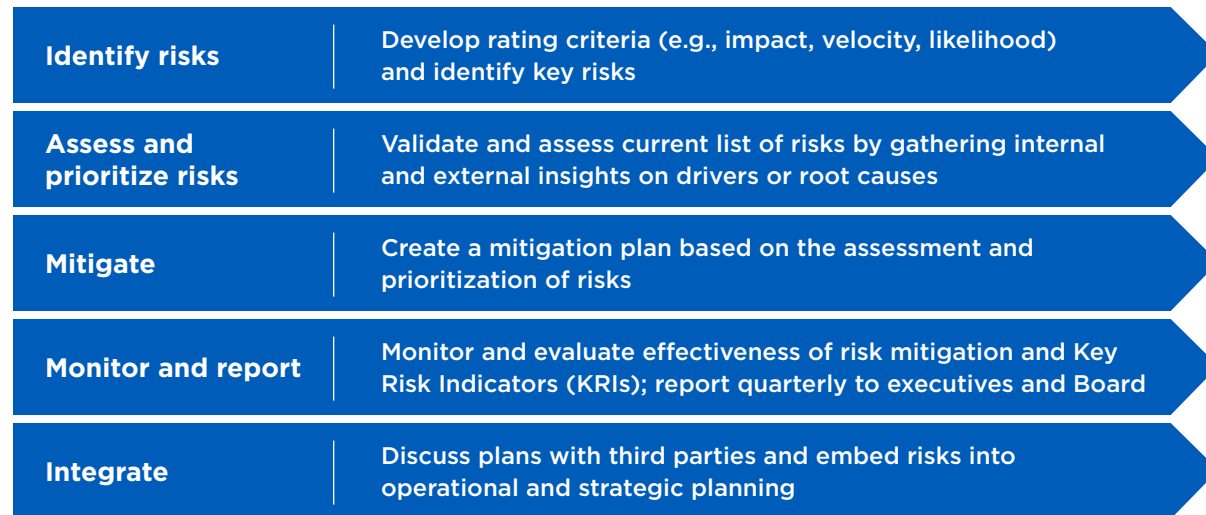 Identify risks
Develop rating criteria (e.g., impact, velocity, likelihood)
and identify key risks
Assess and
prioritize risks
Validate and assess current list of risks by gathering internal
and external insights on drivers or root causes
Mitigate
Create a mitigation plan based on the assessment and
prioritization of risks
Monitor and report
Monitor and evaluate effectiveness of risk mitigation and Key
Risk Indicators (KRIs); report quarterly to executives and Board
Integrate
Discuss plans with third parties and embed risks into
operational and strategic planning